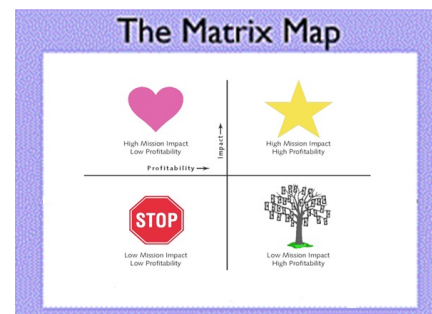 The Matrix Map
High Mission Impact
Low Profitability
High Mission Impact
High Profitability
Impact
Profitability
STOP
Low Mission Impact
Low Profitability
Low Mission Impact
High Profitability